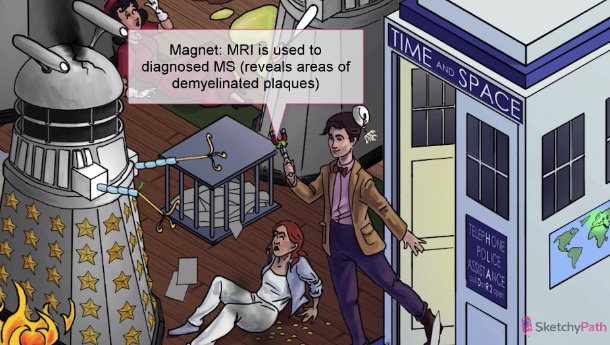 Magnet: MRI is used to
diagnosed MS (reveals areas of
demyelinated plaques)
TIME AND SPACE
TELEPHONE
POLICE
ASSISTANCE
SketchyPath